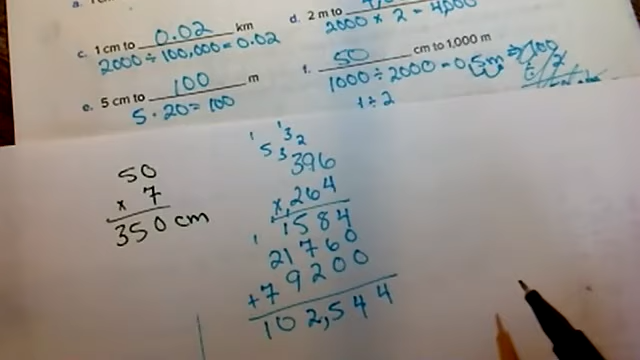 a.
c. 1 cm to 0.02 km
2000 ÷ 100,000 = 0.02
d. 2 m to
2000 × 2 = 4,000
e. 5 cm to 100 m
5 · 20 = 100
f. 50 cm to 1,000 m
1000 ÷ 2000 = 0.5m
1 ÷ 2
50
x 7
350 cm
1 1 3
5 3 2
396
x, 264
1584
1
21760
+79200
102,544